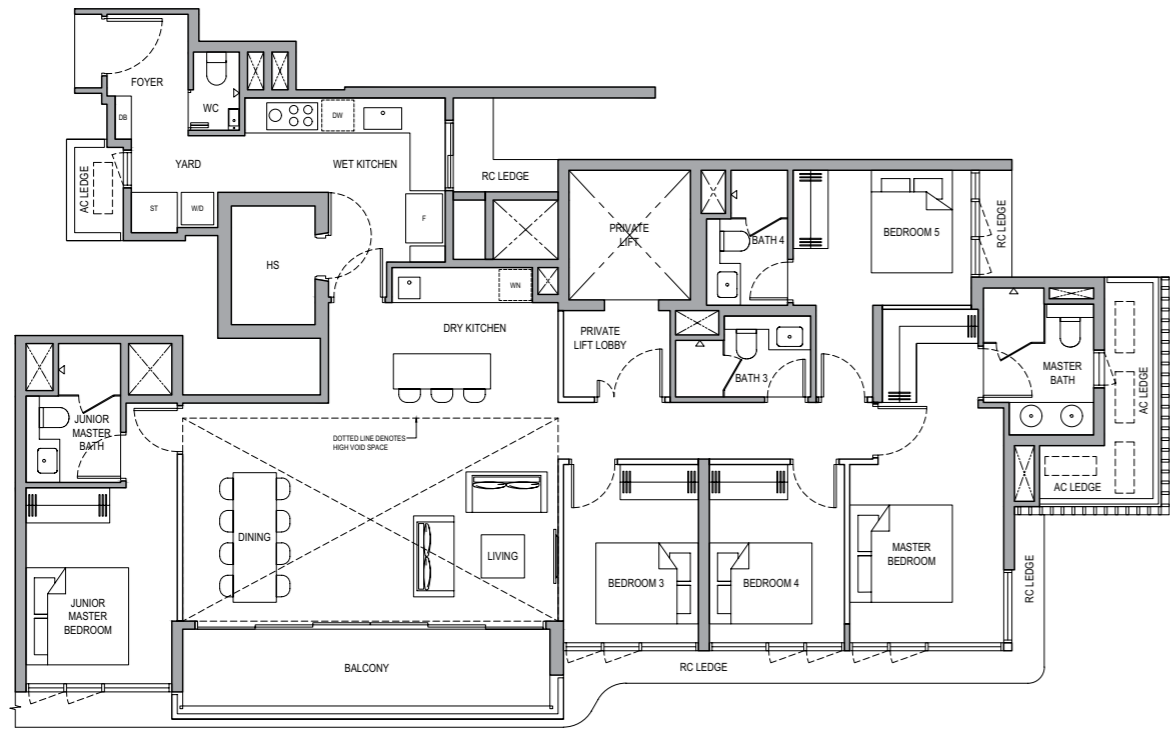 FOYER
WC
DB
DW
YARD
WET KITCHEN
RC LEDGE
AC LEDGE
ST
W/D
F
HS
PRIVATE
LIFT
BATH 4
BEDROOM 5
RC LEDGE
WN
DRY KITCHEN
PRIVATE
LIFT LOBBY
BATH 3
MASTER
BATH
AC LEDGE
AC LEDGE
JUNIOR
MASTER
BATH
DOTTED LINE DENOTES
HIGH VOID SPACE
DINING
LIVING
BEDROOM 3
BEDROOM 4
MASTER
BEDROOM
RC LEDGE
JUNIOR
MASTER
BEDROOM
BALCONY
RC LEDGE